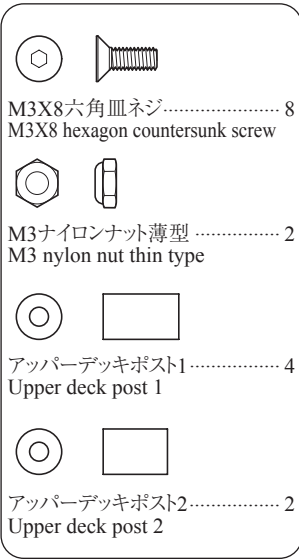 M3X8六角皿ネジ………………… 8
M3X8 hexagon countersunk screw
M3ナイロンナット薄型 …………… 2
M3 nylon nut thin type
アッパーデッキポスト1 …………… 4
Upper deck post 1
アッパーデッキポスト2 …………… 2
Upper deck post 2